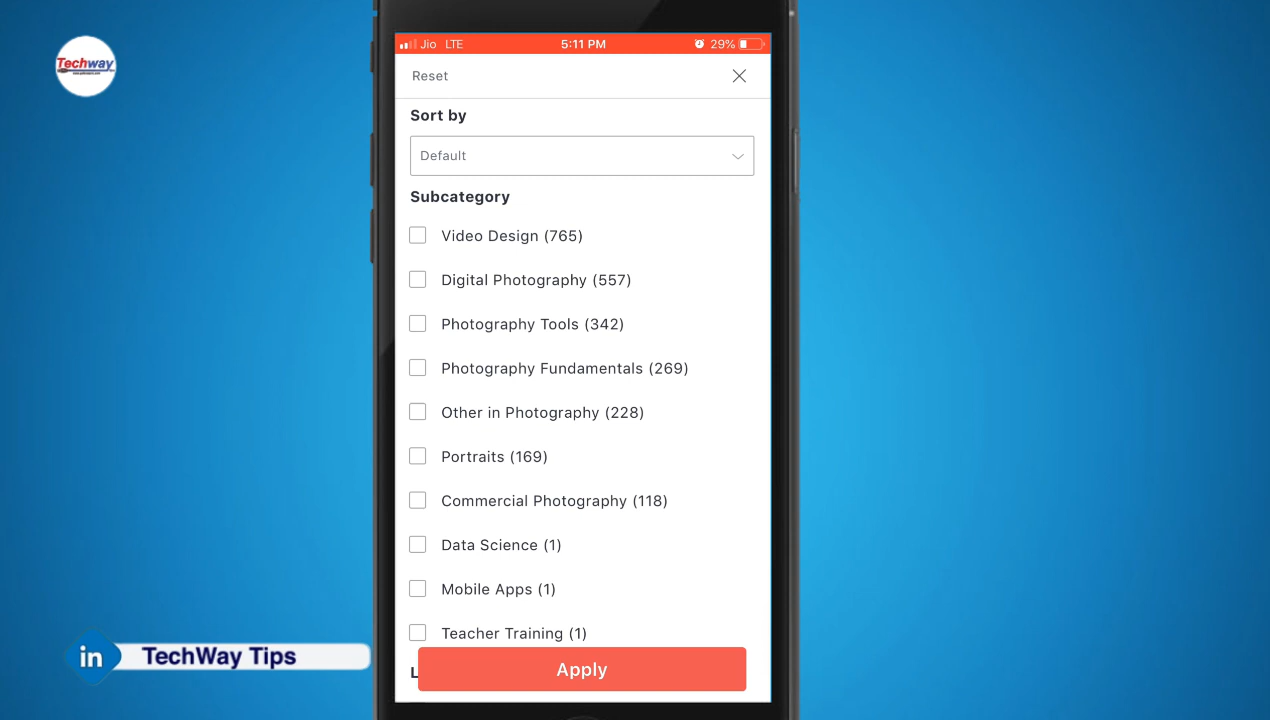 Techway
Jio LTE
5:11 PM
29%
Reset
Sort by
Default
Subcategory
Video Design (765)
Digital Photography (557)
Photography Tools (342)
Photography Fundamentals (269)
Other in Photography (228)
Portraits (169)
Commercial Photography (118)
Data Science (1)
Mobile Apps (1)
Teacher Training (1)
L
Apply
in
TechWay Tips